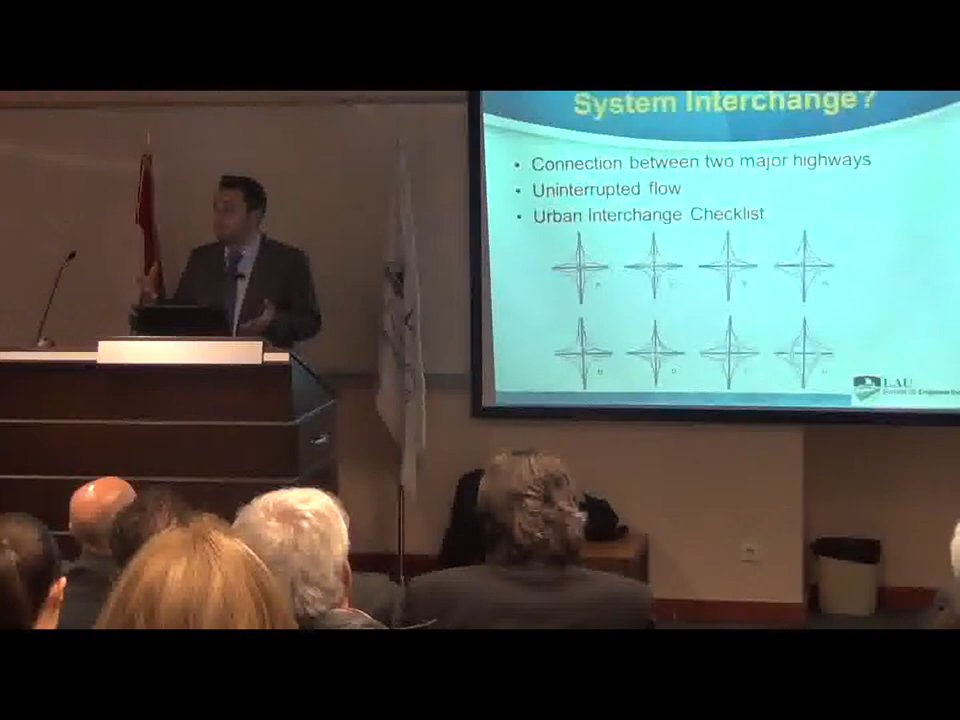 System Interchange?
• Connection between two major highways
• Uninterrupted flow
• Urban Interchange Checklist
LAU